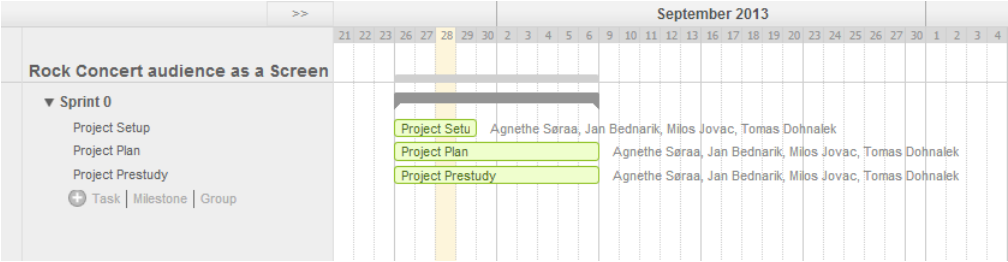 >>
September 2013
21 22 23 26 27 28 29 30 2 3 4 5 6 9 10 11 12 13 16 17 18 19 20 23 24 25 26 27 30 1 2 3 4
Rock Concert audience as a Screen
Sprint 0
Project Setup
Project Setu
Agnethe Søraa, Jan Bednarik, Milos Jovac, Tomas Dohnalek
Project Plan
Project Plan
Agnethe Søraa, Jan Bednarik, Milos Jovac, Tomas Dohnalek
Project Prestudy
Project Prestudy
Agnethe Søraa, Jan Bednarik, Milos Jovac, Tomas Dohnalek
Task | Milestone | Group